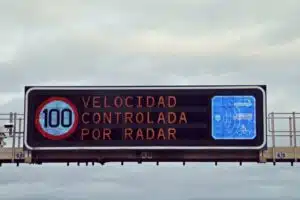 100
VELOCIDAD
CONTROLADA
POR RADAR